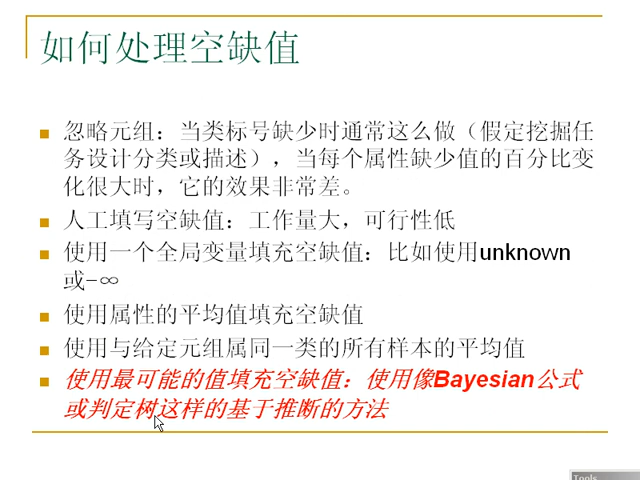 如何处理空缺值
忽略元组：当类标号缺少时通常这么做（假定挖掘任
务设计分类或描述），当每个属性缺少值的百分比变
化很大时，它的效果非常差。
人工填写空缺值：工作量大，可行性低
使用一个全局变量填充空缺值：比如使用unknown
或-∞
使用属性的平均值填充空缺值
使用与给定元组属同一类的所有样本的平均值
使用最可能的值填充空缺值：使用像Bayesian公式
或判定树这样的基于推断的方法
Tools